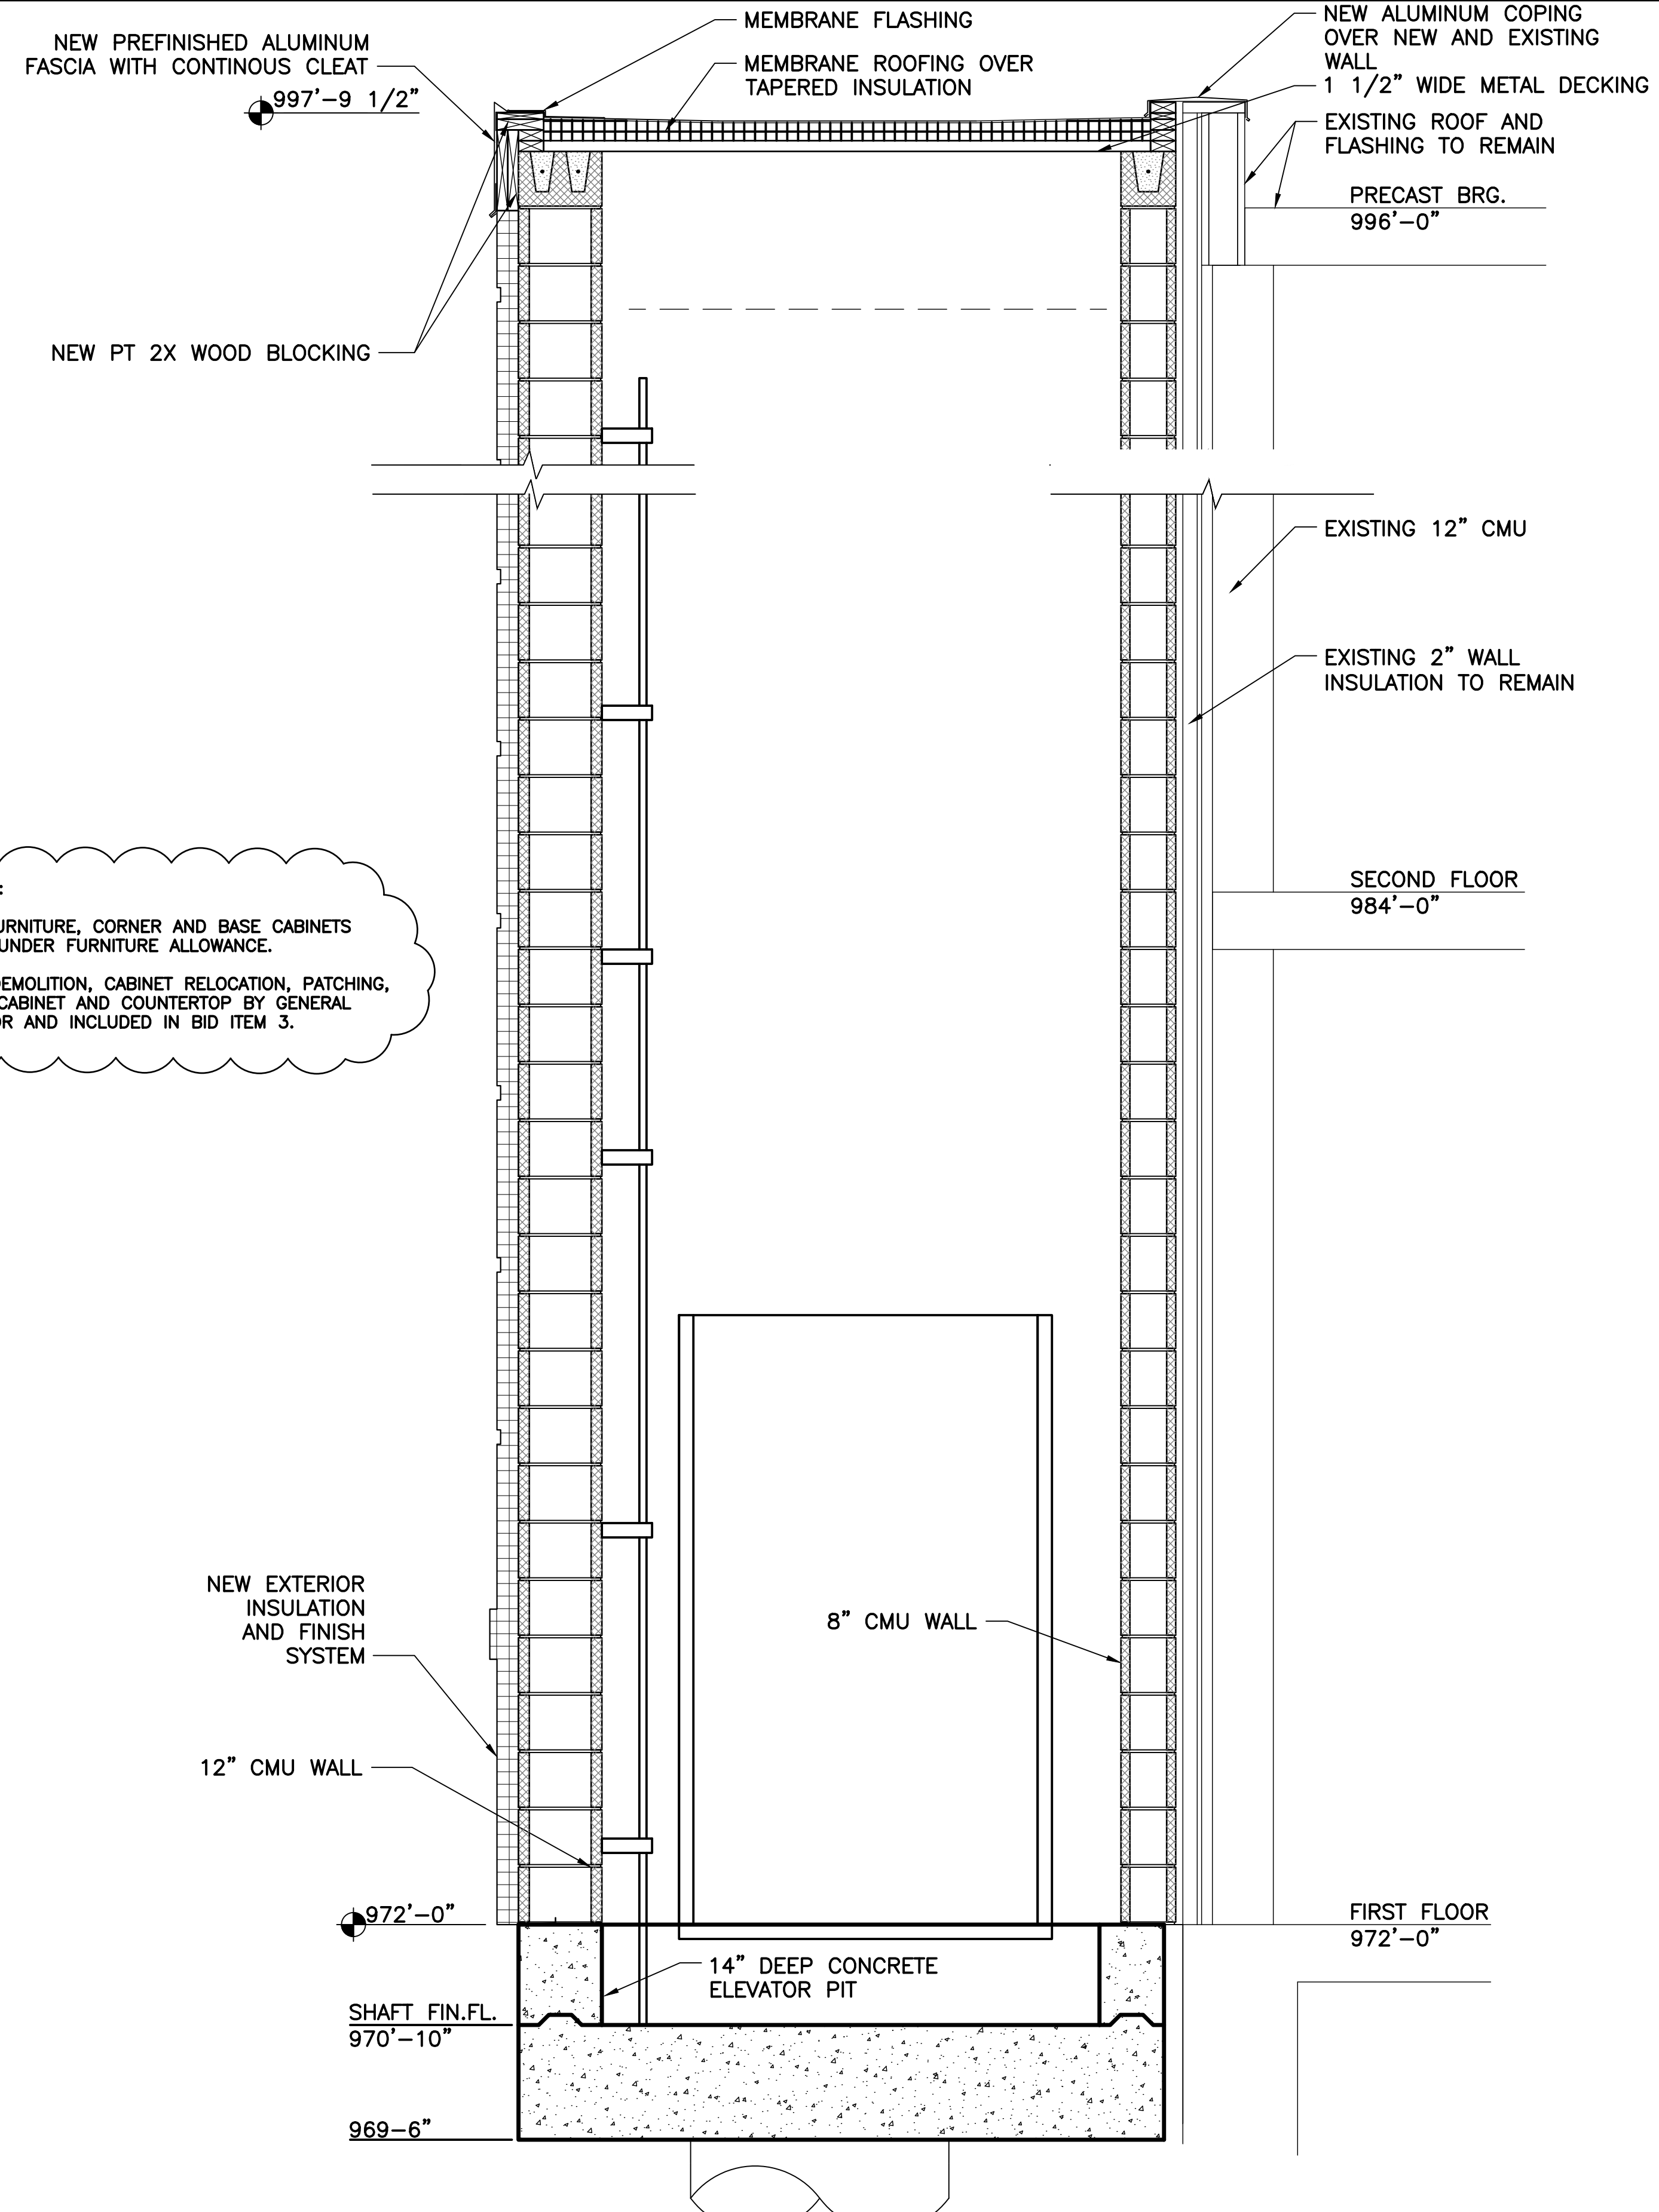 MEMBRANE FLASHING
NEW ALUMINUM COPING
OVER NEW AND EXISTING
WALL
NEW PREFINISHED ALUMINUM
FASCIA WITH CONTINOUS CLEAT
997'-9 1/2"
MEMBRANE ROOFING OVER
TAPERED INSULATION
1 1/2" WIDE METAL DECKING
EXISTING ROOF AND
FLASHING TO REMAIN
PRECAST BRG.
996'-0"
NEW PT 2X WOOD BLOCKING
EXISTING 12" CMU
EXISTING 2" WALL
INSULATION TO REMAIN
:
URNITURE, CORNER AND BASE CABINETS
UNDER FURNITURE ALLOWANCE.
DEMOLITION, CABINET RELOCATION, PATCHING,
CABINET AND COUNTERTOP BY GENERAL
OR AND INCLUDED IN BID ITEM 3.
SECOND FLOOR
984'-0"
NEW EXTERIOR
INSULATION
AND FINISH
SYSTEM
8" CMU WALL
12" CMU WALL
972'-0"
FIRST FLOOR
972'-0"
14" DEEP CONCRETE
ELEVATOR PIT
SHAFT FIN.FL.
970'-10"
969-6"